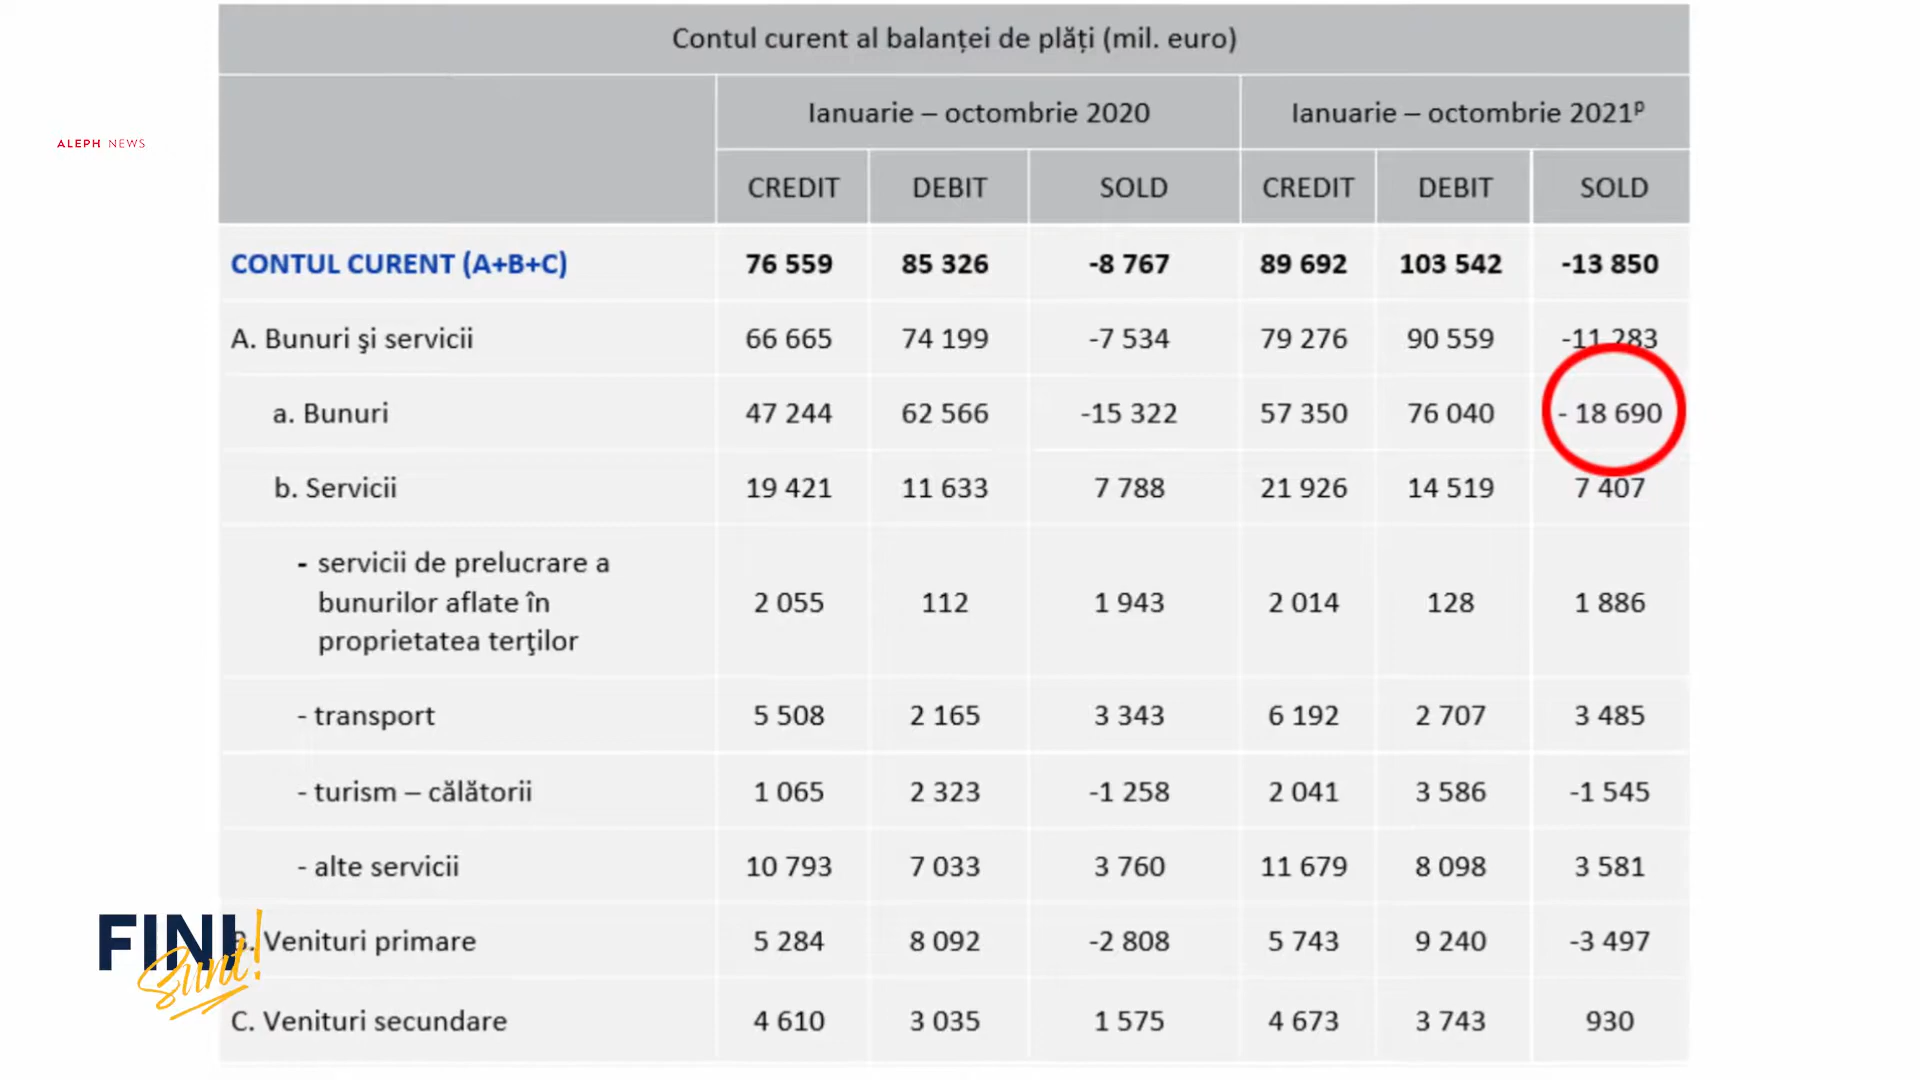 Contul curent al balanței de plăți (mil. euro)
Ianuarie – octombrie 2020 Ianuarie – octombrie 2021ᵖ
ALEPH NEWS
CREDIT DEBIT SOLD CREDIT DEBIT SOLD
CONTUL CURENT (A+B+C) 76 559 85 326 -8 767 89 692 103 542 -13 850
A. Bunuri şi servicii 66 665 74 199 -7 534 79 276 90 559 -11 283
a. Bunuri 47 244 62 566 -15 322 57 350 76 040 - 18 690
b. Servicii 19 421 11 633 7 788 21 926 14 519 7 407
- servicii de prelucrare a
bunurilor aflate în 2 055 112 1 943 2 014 128 1 886
proprietatea terţilor
- transport 5 508 2 165 3 343 6 192 2 707 3 485
- turism – călătorii 1 065 2 323 -1 258 2 041 3 586 -1 545
- alte servicii 10 793 7 033 3 760 11 679 8 098 3 581
B. Venituri primare 5 284 8 092 -2 808 5 743 9 240 -3 497
FINI
Sunt!
C. Venituri secundare 4 610 3 035 1 575 4 673 3 743 930